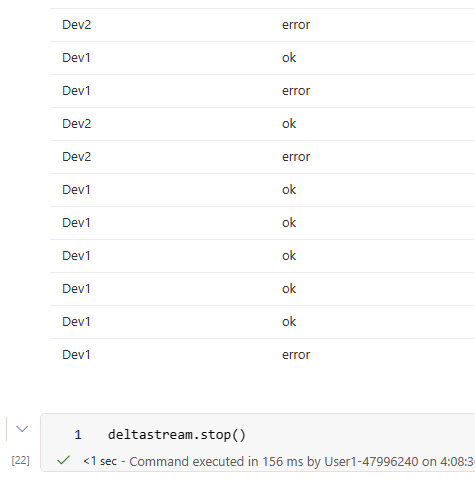 Dev2 error
Dev1 ok
Dev1 error
Dev2 ok
Dev2 error
Dev1 ok
Dev1 ok
Dev1 ok
Dev1 ok
Dev1 ok
Dev1 error
1 deltastream.stop()
[22] <1 sec - Command executed in 156 ms by User1-47996240 on 4:08:3